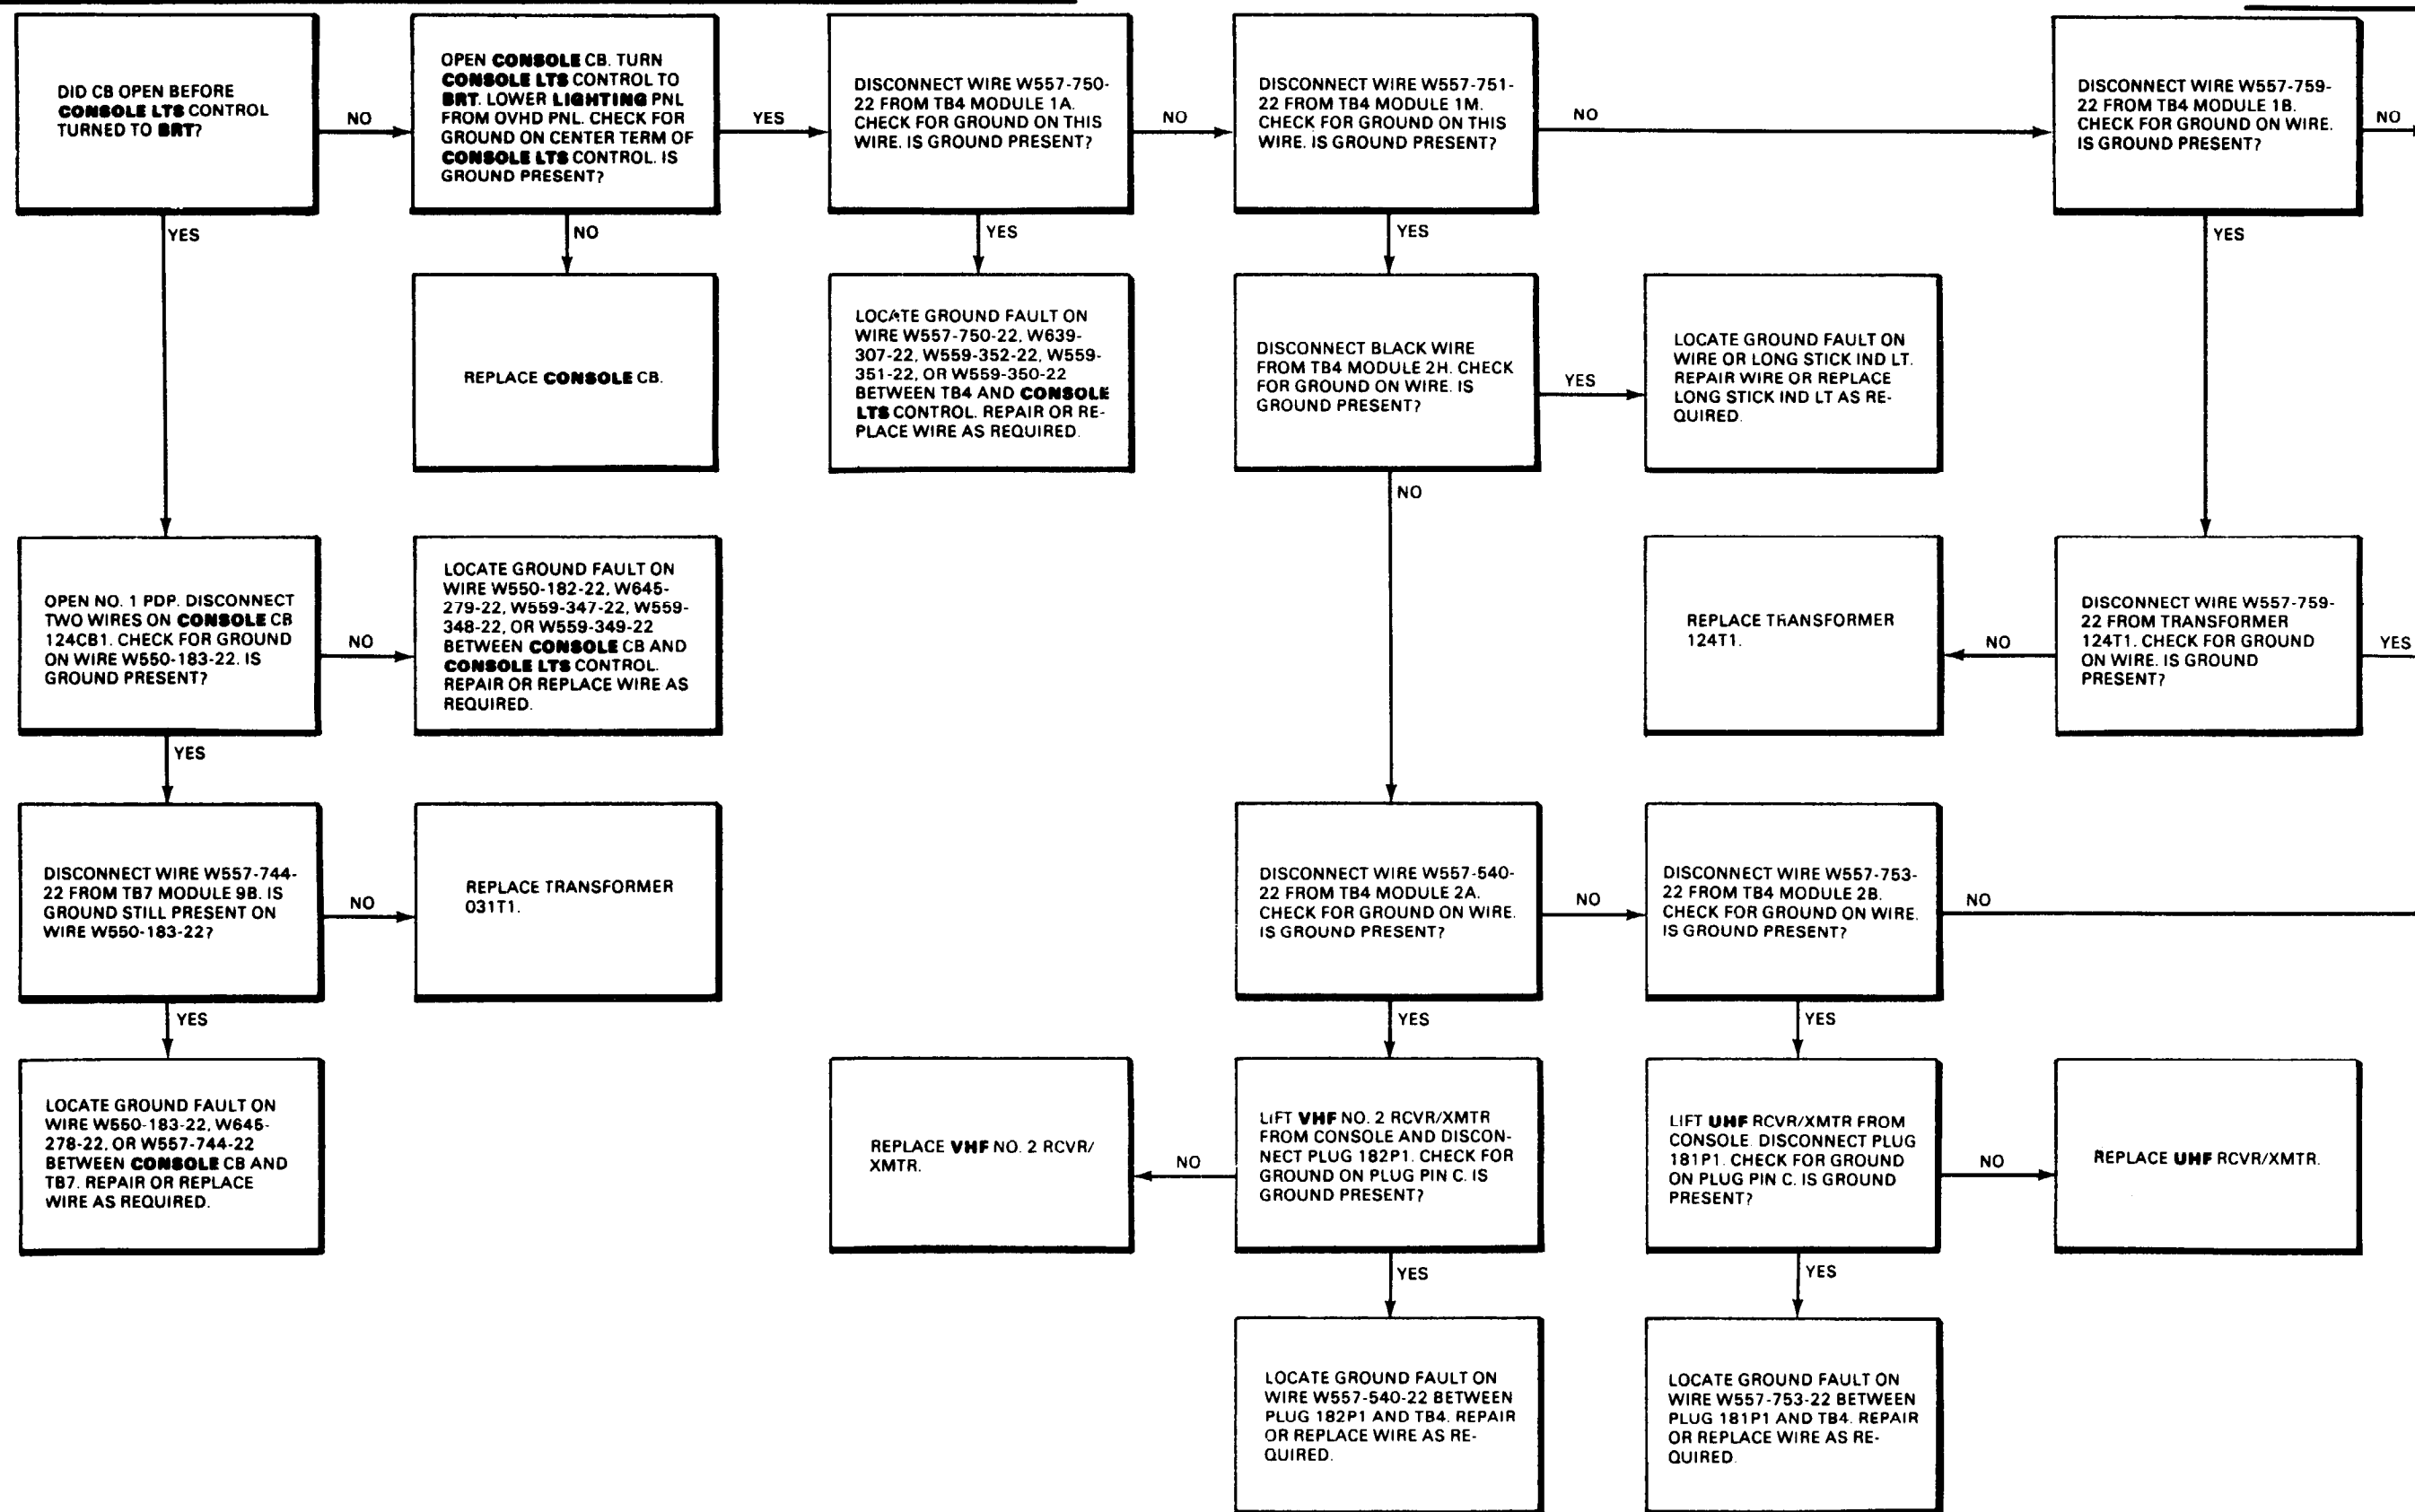 DID CB OPEN BEFORE
CONSOLE LTS CONTROL
TURNED TO BRT?
NO
YES
OPEN CONSOLE CB. TURN
CONSOLE LTS CONTROL TO
BRT. LOWER LIGHTING PNL
FROM OVHD PNL. CHECK FOR
GROUND ON CENTER TERM OF
CONSOLE LTS CONTROL. IS
GROUND PRESENT?
YES
NO
DISCONNECT WIRE W557-750-
22 FROM TB4 MODULE 1A.
CHECK FOR GROUND ON THIS
WIRE. IS GROUND PRESENT?
NO
YES
DISCONNECT WIRE W557-751-
22 FROM TB4 MODULE 1M.
CHECK FOR GROUND ON THIS
WIRE. IS GROUND PRESENT?
NO
YES
DISCONNECT WIRE W557-759-
22 FROM TB4 MODULE 1B.
CHECK FOR GROUND ON WIRE.
IS GROUND PRESENT?
NO
YES
REPLACE CONSOLE CB.
LOCATE GROUND FAULT ON
WIRE W557-750-22, W639-
307-22, W559-352-22, W559-
351-22, OR W559-350-22
BETWEEN TB4 AND CONSOLE
LTS CONTROL. REPAIR OR RE-
PLACE WIRE AS REQUIRED.
DISCONNECT BLACK WIRE
FROM TB4 MODULE 2H. CHECK
FOR GROUND ON WIRE. IS
GROUND PRESENT?
YES
NO
LOCATE GROUND FAULT ON
WIRE OR LONG STICK IND LT.
REPAIR WIRE OR REPLACE
LONG STICK IND LT AS RE-
QUIRED.
OPEN NO. 1 PDP. DISCONNECT
TWO WIRES ON CONSOLE CB
124CB1. CHECK FOR GROUND
ON WIRE W550-183-22. IS
GROUND PRESENT?
NO
YES
LOCATE GROUND FAULT ON
WIRE W550-182-22, W645-
279-22, W559-347-22, W559-
348-22, OR W559-349-22
BETWEEN CONSOLE CB AND
CONSOLE LTS CONTROL.
REPAIR OR REPLACE WIRE AS
REQUIRED.
REPLACE TRANSFORMER
124T1.
NO
DISCONNECT WIRE W557-759-
22 FROM TRANSFORMER
124T1. CHECK FOR GROUND
ON WIRE. IS GROUND
PRESENT?
YES
DISCONNECT WIRE W557-744-
22 FROM TB7 MODULE 9B. IS
GROUND STILL PRESENT ON
WIRE W550-183-22?
NO
YES
REPLACE TRANSFORMER
031T1.
DISCONNECT WIRE W557-540-
22 FROM TB4 MODULE 2A.
CHECK FOR GROUND ON WIRE.
IS GROUND PRESENT?
NO
YES
DISCONNECT WIRE W557-753-
22 FROM TB4 MODULE 2B.
CHECK FOR GROUND ON WIRE.
IS GROUND PRESENT?
NO
YES
LOCATE GROUND FAULT ON
WIRE W550-183-22, W645-
278-22, OR W557-744-22
BETWEEN CONSOLE CB AND
TB7. REPAIR OR REPLACE
WIRE AS REQUIRED.
REPLACE VHF NO. 2 RCVR/
XMTR.
NO
LIFT VHF NO. 2 RCVR/XMTR
FROM CONSOLE AND DISCON-
NECT PLUG 182P1. CHECK FOR
GROUND ON PLUG PIN C. IS
GROUND PRESENT?
YES
LIFT UHF RCVR/XMTR FROM
CONSOLE. DISCONNECT PLUG
181P1. CHECK FOR GROUND
ON PLUG PIN C. IS GROUND
PRESENT?
NO
YES
REPLACE UHF RCVR/XMTR.
LOCATE GROUND FAULT ON
WIRE W557-540-22 BETWEEN
PLUG 182P1 AND TB4. REPAIR
OR REPLACE WIRE AS RE-
QUIRED.
LOCATE GROUND FAULT ON
WIRE W557-753-22 BETWEEN
PLUG 181P1 AND TB4. REPAIR
OR REPLACE WIRE AS RE-
QUIRED.